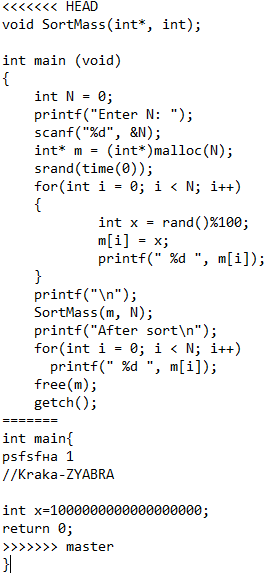 <<<<<<< HEAD
void SortMass(int*, int);

int main (void)
{
    int N = 0;
    printf("Enter N: ");
    scanf("%d", &N);
    int* m = (int*)malloc(N);
    srand(time(0));
    for(int i = 0; i < N; i++)
    {
            int x = rand()%100;
            m[i] = x;
            printf(" %d ", m[i]);
    }
    printf("\n");
    SortMass(m, N);
    printf("After sort\n");
    for(int i = 0; i < N; i++)
      printf(" %d ", m[i]);
    free(m);
    getch();
=======
int main{
psfsfна 1
//Kraka-ZYABRA

int x=1000000000000000000;
return 0;
>>>>>>> master
}